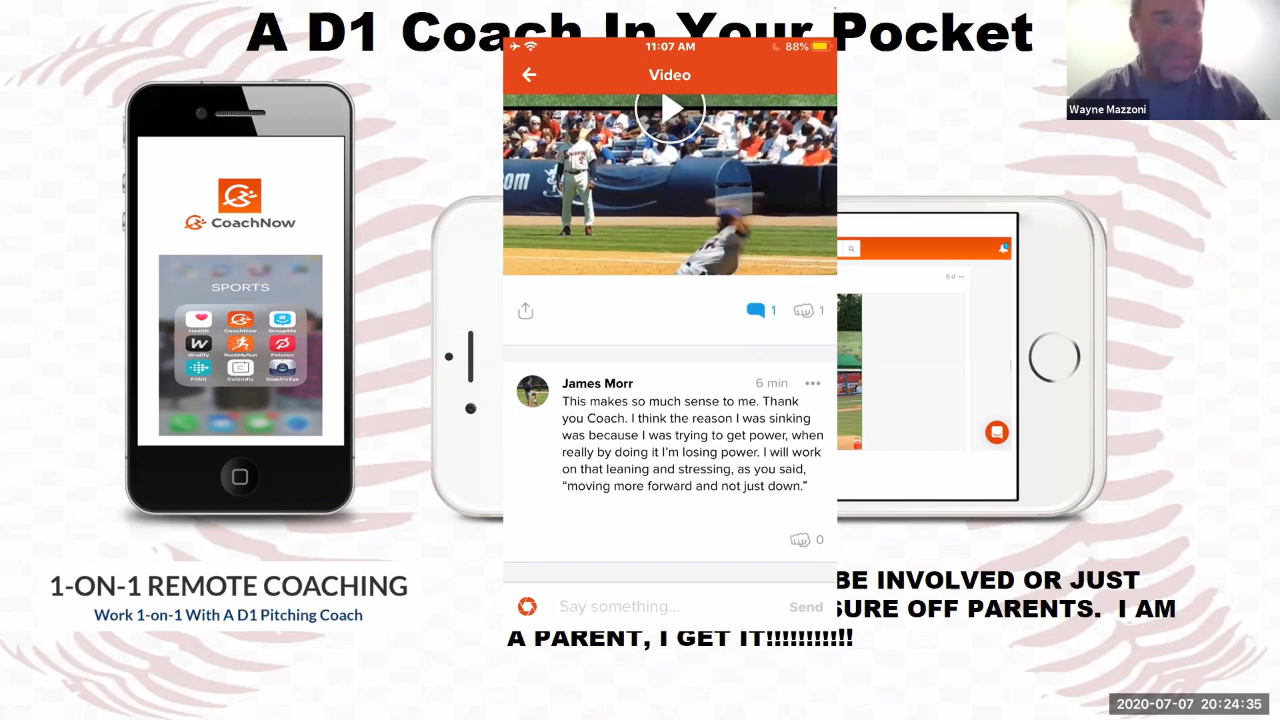 A D1 Coach In Your Pocket
11:07 AM
88%
Video
Wayne Mazzoni
CoachNow
SPORTS
Health
CoachNow
GroupMe
Wodify
RockMyRun
Peloton
Fitbit
Calendly
Coach's Eye
om
6 d
1
1
James Morr
6 min
This makes so much sense to me. Thank
you Coach. I think the reason I was sinking
was because I was trying to get power, when
really by doing it I'm losing power. I will work
on that leaning and stressing, as you said,
“moving more forward and not just down.”
0
Say something...
Send
1-ON-1 REMOTE COACHING
Work 1-on-1 With A D1 Pitching Coach
BE INVOLVED OR JUST
SURE OFF PARENTS. I AM
A PARENT, I GET IT!!!!!!!!!!!
2020-07-07 20:24:35